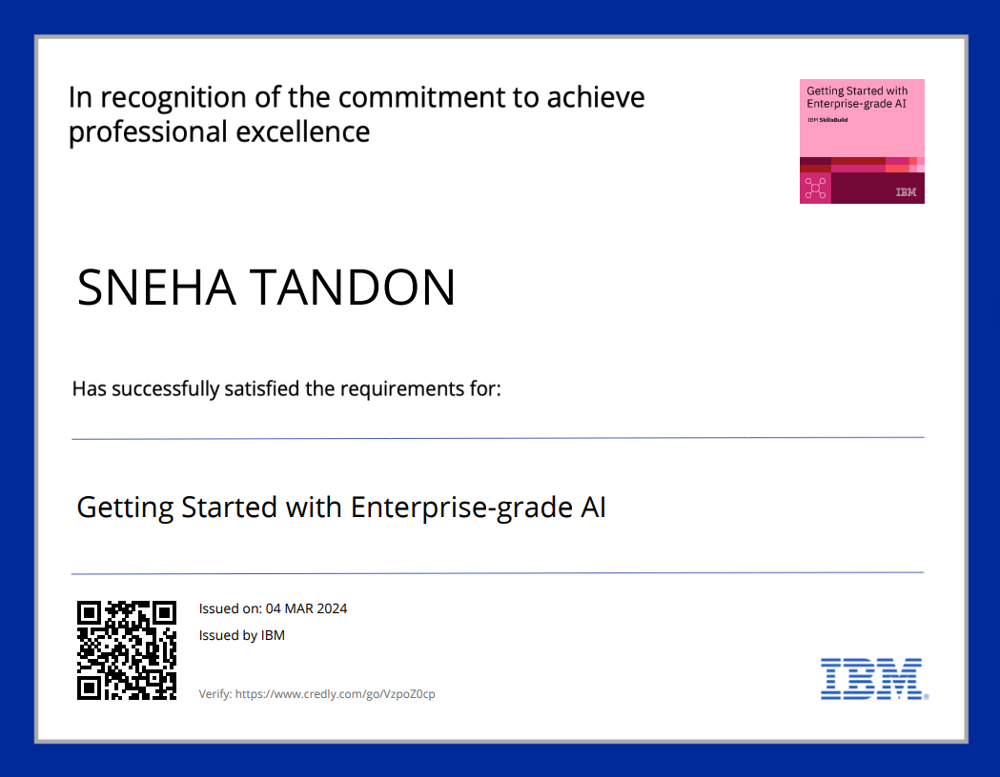 In recognition of the commitment to achieve
professional excellence
Getting Started with
Enterprise-grade AI
IBM SkillsBuild
IBM
SNEHA TANDON
Has successfully satisfied the requirements for:
Getting Started with Enterprise-grade AI
Issued on: 04 MAR 2024
Issued by IBM
Verify: https://www.credly.com/go/VzpoZ0cp
IBM®